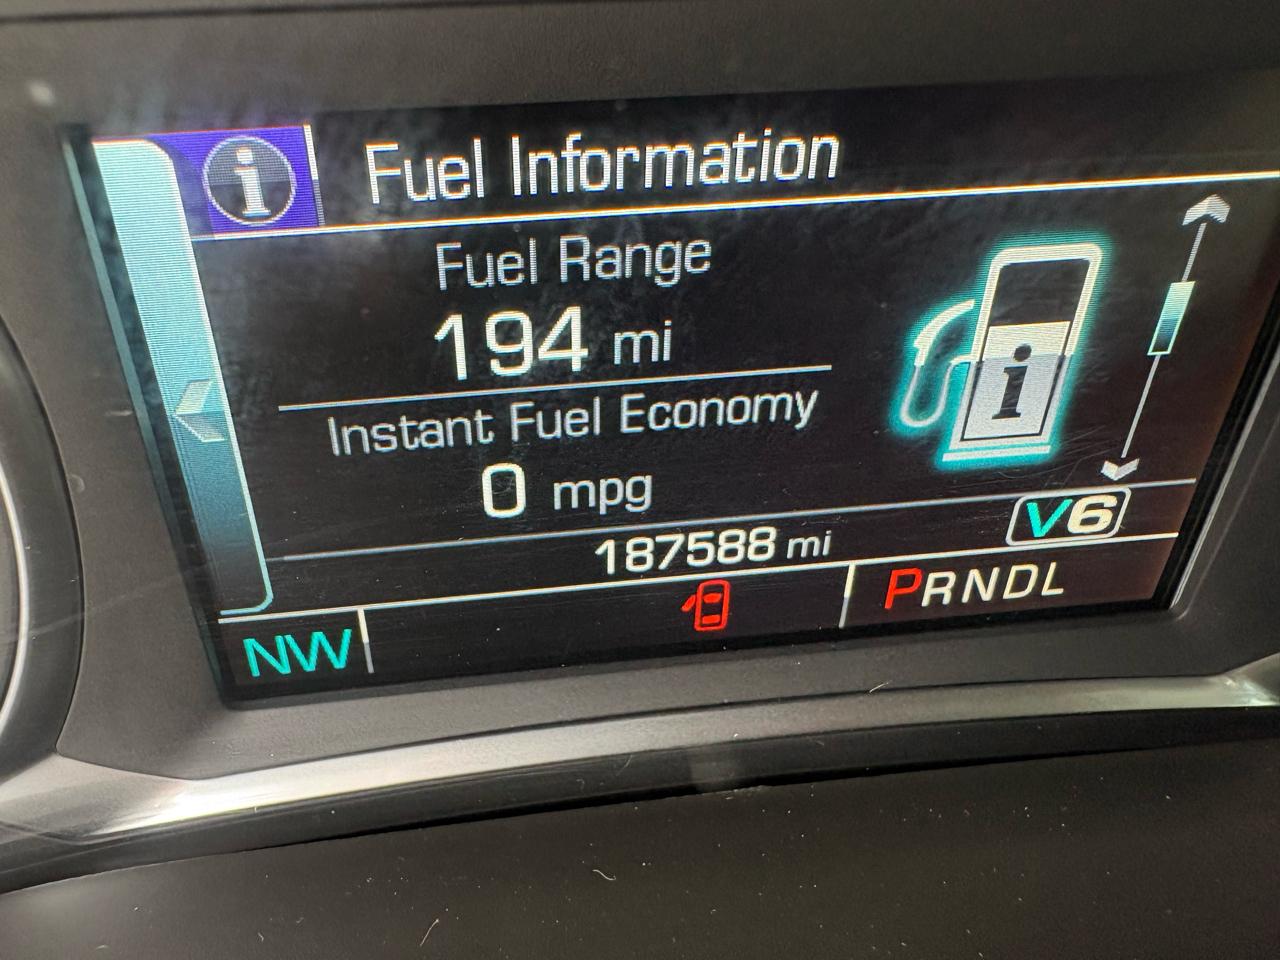 i Fuel Information
Fuel Range
194 mi
i
Instant Fuel Economy
0 mpg
V6
187588 mi
PRNDL
NW